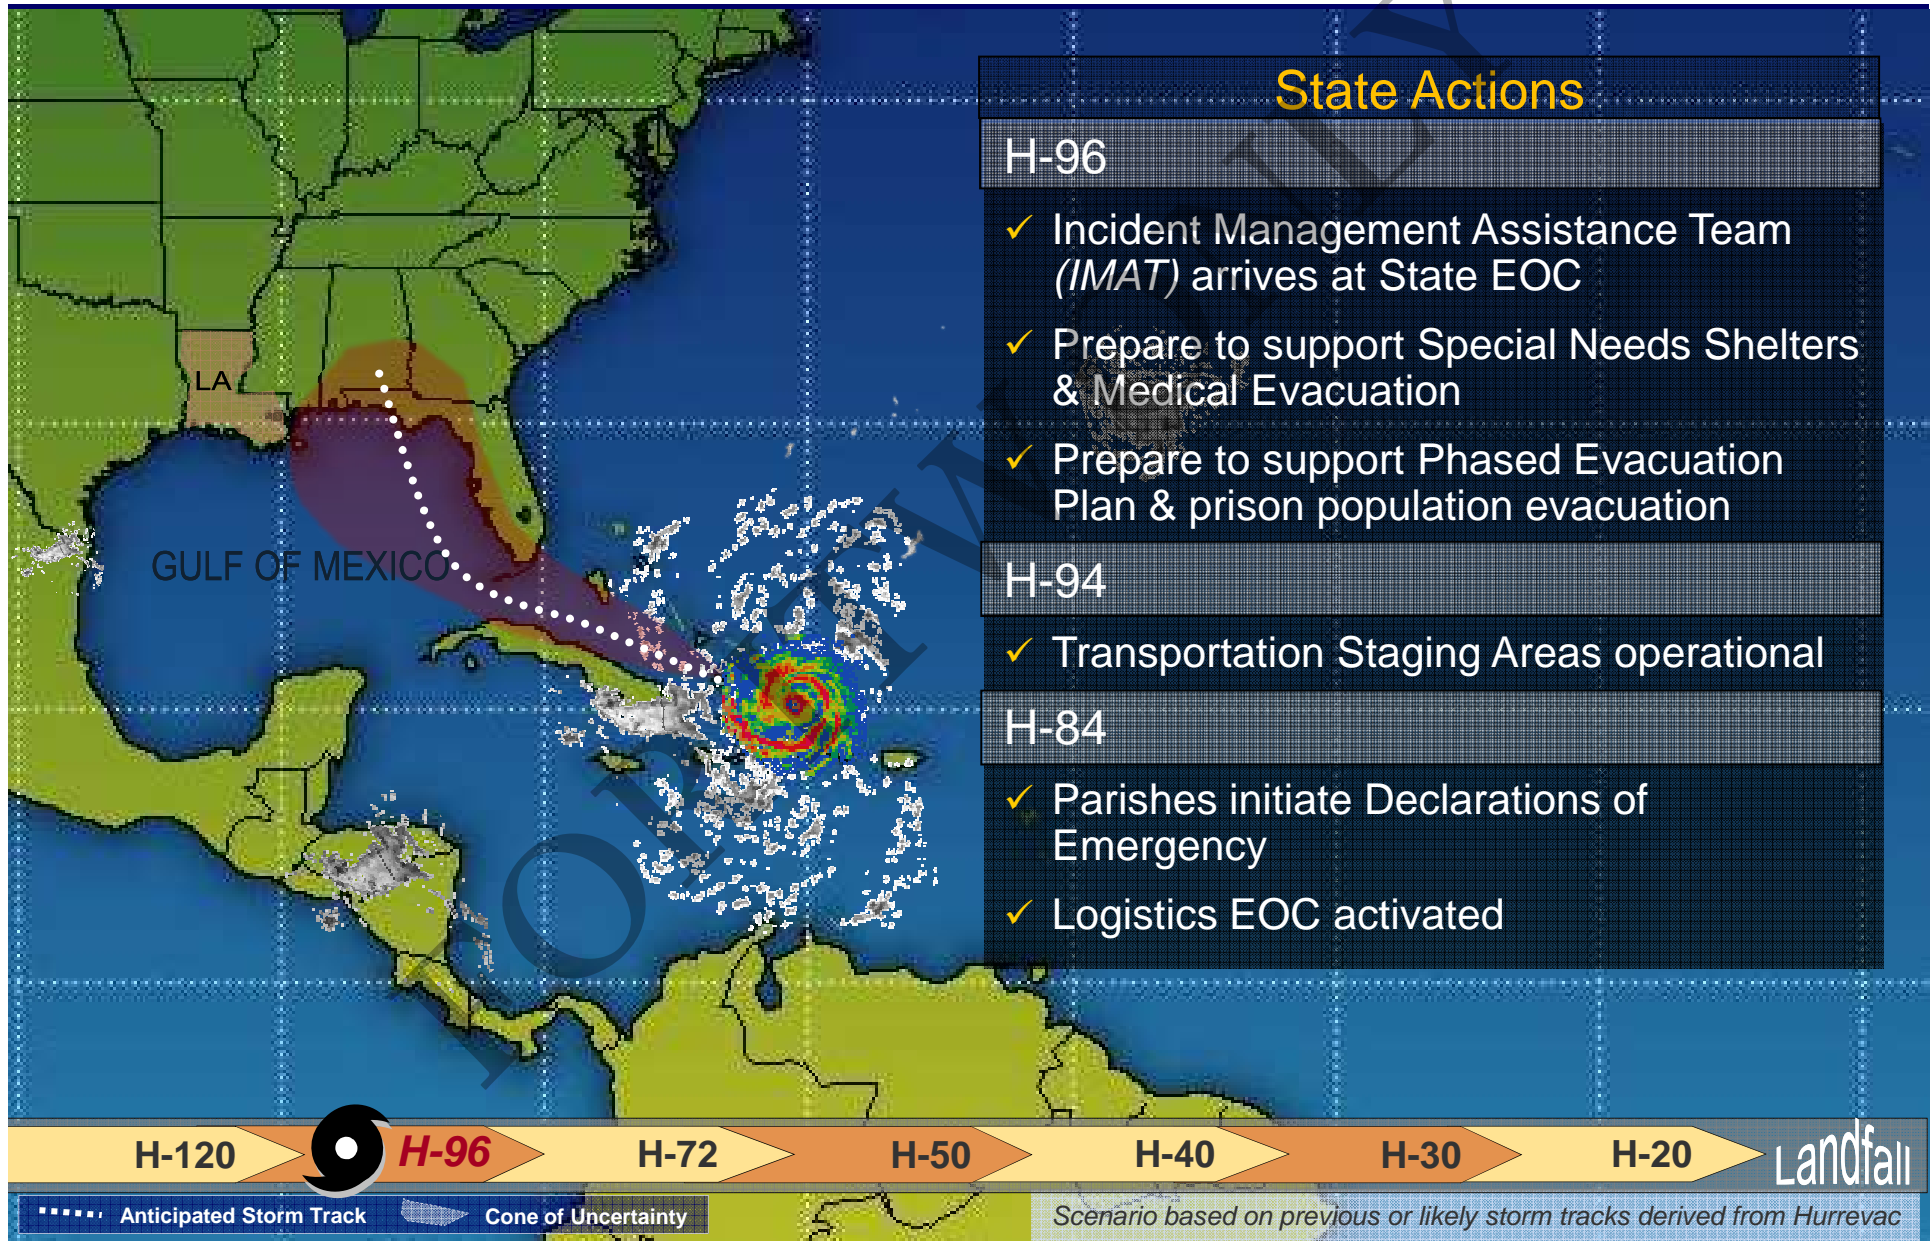 State Actions
H-96
✓ Incident Management Assistance Team
(IMAT) arrives at State EOC
✓ Prepare to support Special Needs Shelters
& Medical Evacuation
✓ Prepare to support Phased Evacuation
Plan & prison population evacuation
H-94
✓ Transportation Staging Areas operational
H-84
✓ Parishes initiate Declarations of
Emergency
✓ Logistics EOC activated
LA
GULF OF MEXICO
H-120
H-96
H-72
H-50
H-40
H-30
H-20
Landfall
Anticipated Storm Track
Cone of Uncertainty
Scenario based on previous or likely storm tracks derived from Hurrevac